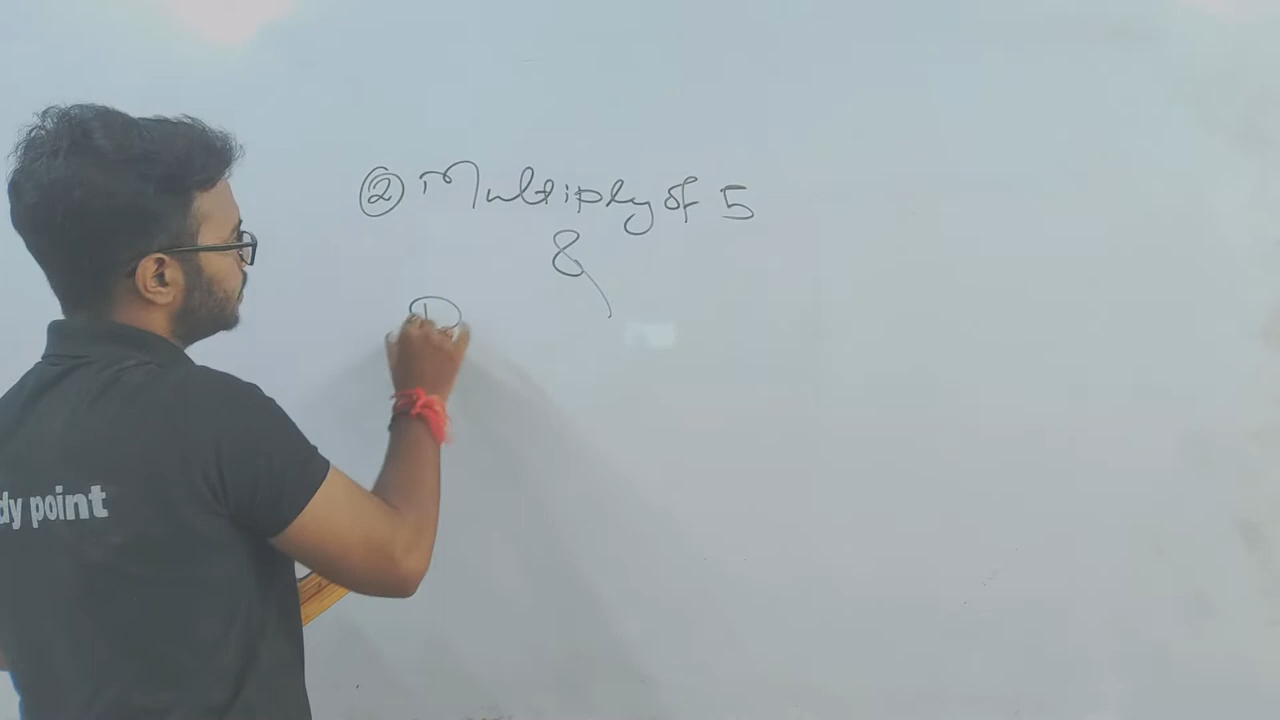 ② Multiply of 5
&
D
dy point